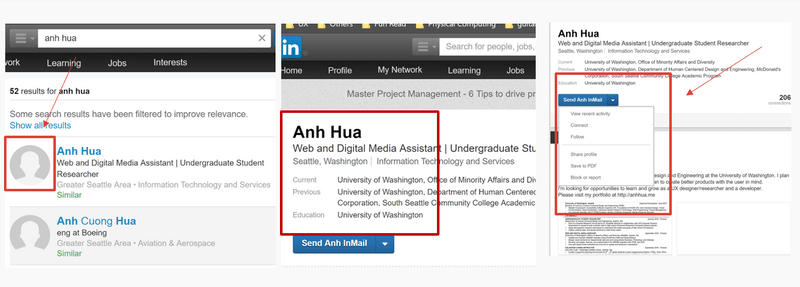 anh hua
work
Learning
Jobs
Interests
52 results for anh hua
Some search results have been filtered to improve relevance.
Show all results
Anh Hua
Web and Digital Media Assistant | Undergraduate Student
Researcher
Greater Seattle Area • Information Technology and Services
Similar
Anh Cuong Hua
eng at Boeing
Greater Seattle Area • Aviation & Aerospace
Similar
UX
Others
Fun Read
Physical Computing
in
Search for people, jobs,
Home
Profile
My Network
Learning
Jobs
Master Project Management - 6 Tips to drive
Anh Hua
Web and Digital Media Assistant | Undergraduate
Seattle, Washington | Information Technology and Services
Current University of Washington, Office of Minority Affairs and
Previous University of Washington, Department of Human Centered
Corporation, South Seattle Community College Academic
Education University of Washington
Send Anh InMail
Anh Hua
Web and Digital Media Assistant | Undergraduate Student Researcher
Seattle, Washington | Information Technology and Services
Current University of Washington, Office of Minority Affairs and Diversity
Previous University of Washington, Department of Human Centered Design and Engineering, McDonald's
Corporation, South Seattle Community College Academic Program
Education University of Washington
Send Anh InMail
206
connections
View recent activity
Connect
Follow
Share profile
Save to PDF
Block or report
Design and Engineering at the University of Washington. I plan
to create better products with the user in mind.
I'm looking for opportunities to learn and grow as a UX designer/researcher and a developer.
Please visit my portfolio at http://anhhua.me